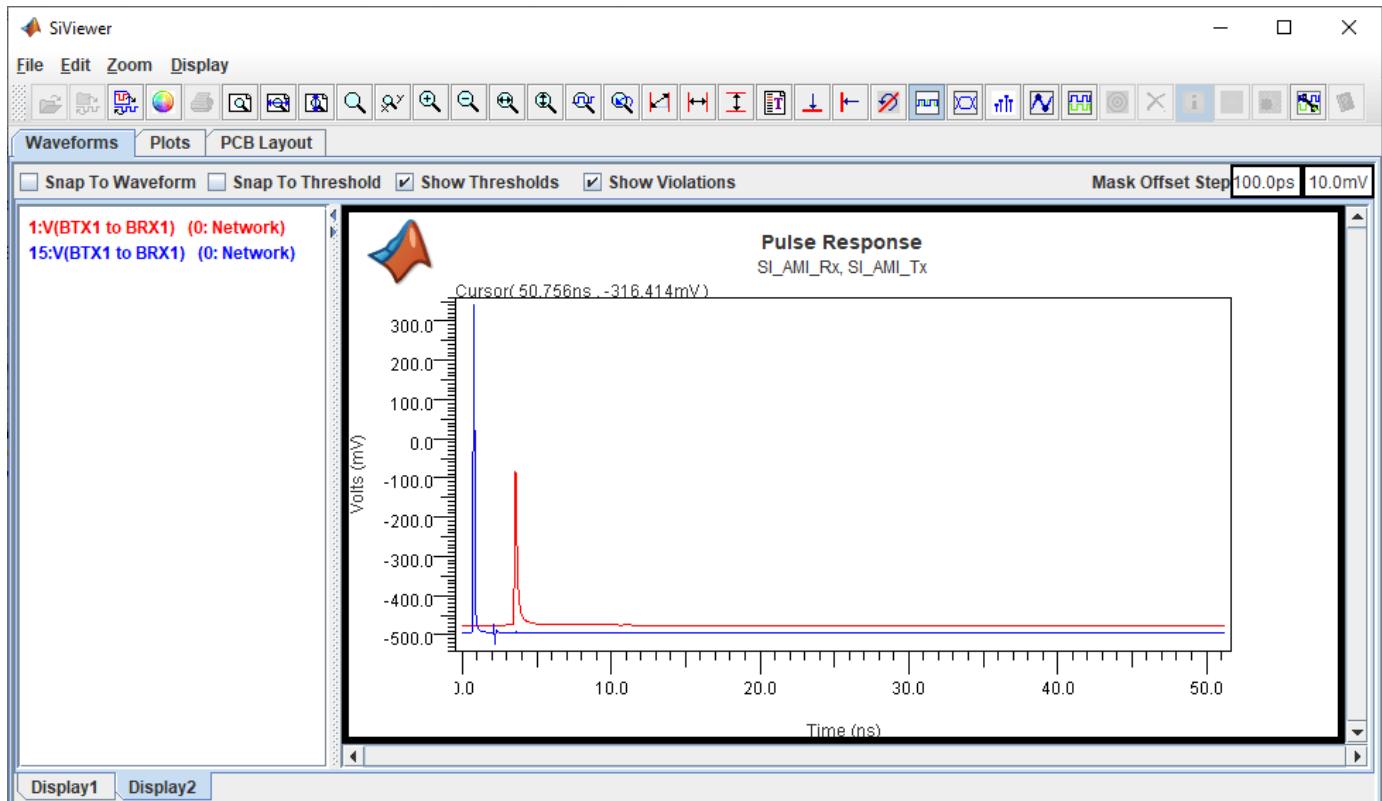 SiViewer
File Edit Zoom Display
Waveforms Plots PCB Layout
Snap To Waveform Snap To Threshold Show Thresholds Show Violations Mask Offset Step 100.0ps 10.0mV
1:V(BTX1 to BRX1) (0: Network)
15:V(BTX1 to BRX1) (0: Network)
Pulse Response
SI_AMI_Rx, SI_AMI_Tx
Cursor( 50.756ns , -316.414mV )
300.0
200.0
100.0
0.0
-100.0
-200.0
-300.0
-400.0
-500.0
Volts (mV)
0.0 10.0 20.0 30.0 40.0 50.0
Time (ns)
Display1 Display2